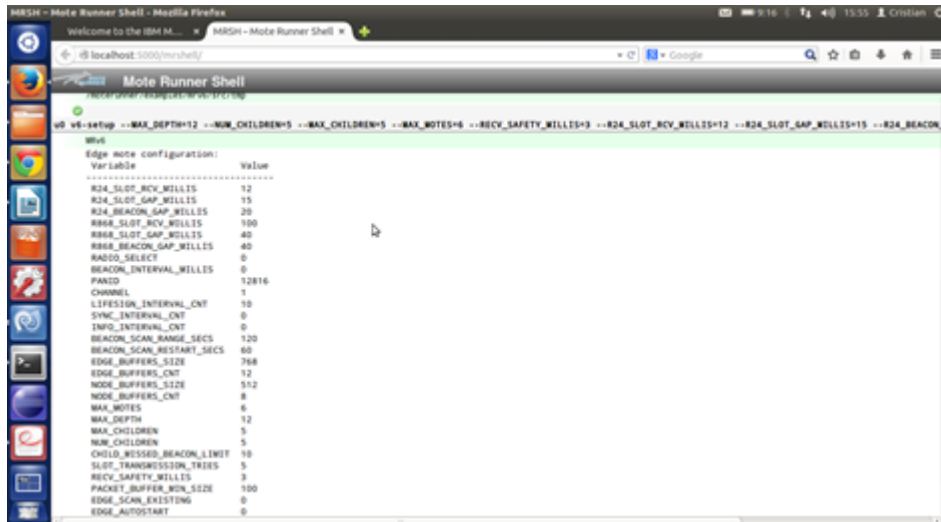 MRSH - Mote Runner Shell - Mozilla Firefox 9:16 15:55 Cristian
Welcome to the IBM M... × MRSH - Mote Runner Shell ×
localhost:5000/mrshell/ Google
Mote Runner Shell
/moterunner/examples/mrv6/src/tmp
u0 v6-setup --MAX_DEPTH=12 --NUM_CHILDREN=5 --MAX_CHILDREN=5 --MAX_MOTES=6 --RECV_SAFETY_MILLIS=3 --R24_SLOT_RCV_MILLIS=12 --R24_SLOT_GAP_MILLIS=15 --R24_BEACON_
MRv6
Edge mote configuration:
Variable Value
------------------------------------
R24_SLOT_RCV_MILLIS 12
R24_SLOT_GAP_MILLIS 15
R24_BEACON_GAP_MILLIS 20
R868_SLOT_RCV_MILLIS 100
R868_SLOT_GAP_MILLIS 40
R868_BEACON_GAP_MILLIS 40
RADIO_SELECT 0
BEACON_INTERVAL_MILLIS 0
PANID 12816
CHANNEL 1
LIFESIGN_INTERVAL_CNT 10
SYNC_INTERVAL_CNT 0
INFO_INTERVAL_CNT 0
BEACON_SCAN_RANGE_SECS 120
BEACON_SCAN_RESTART_SECS 60
EDGE_BUFFERS_SIZE 768
EDGE_BUFFERS_CNT 12
NODE_BUFFERS_SIZE 512
NODE_BUFFERS_CNT 8
MAX_MOTES 6
MAX_DEPTH 12
MAX_CHILDREN 5
NUM_CHILDREN 5
CHILD_MISSED_BEACON_LIMIT 10
SLOT_TRANSMISSION_TRIES 5
RECV_SAFETY_MILLIS 3
PACKET_BUFFER_MIN_SIZE 100
EDGE_SCAN_EXISTING 0
EDGE_AUTOSTART 0